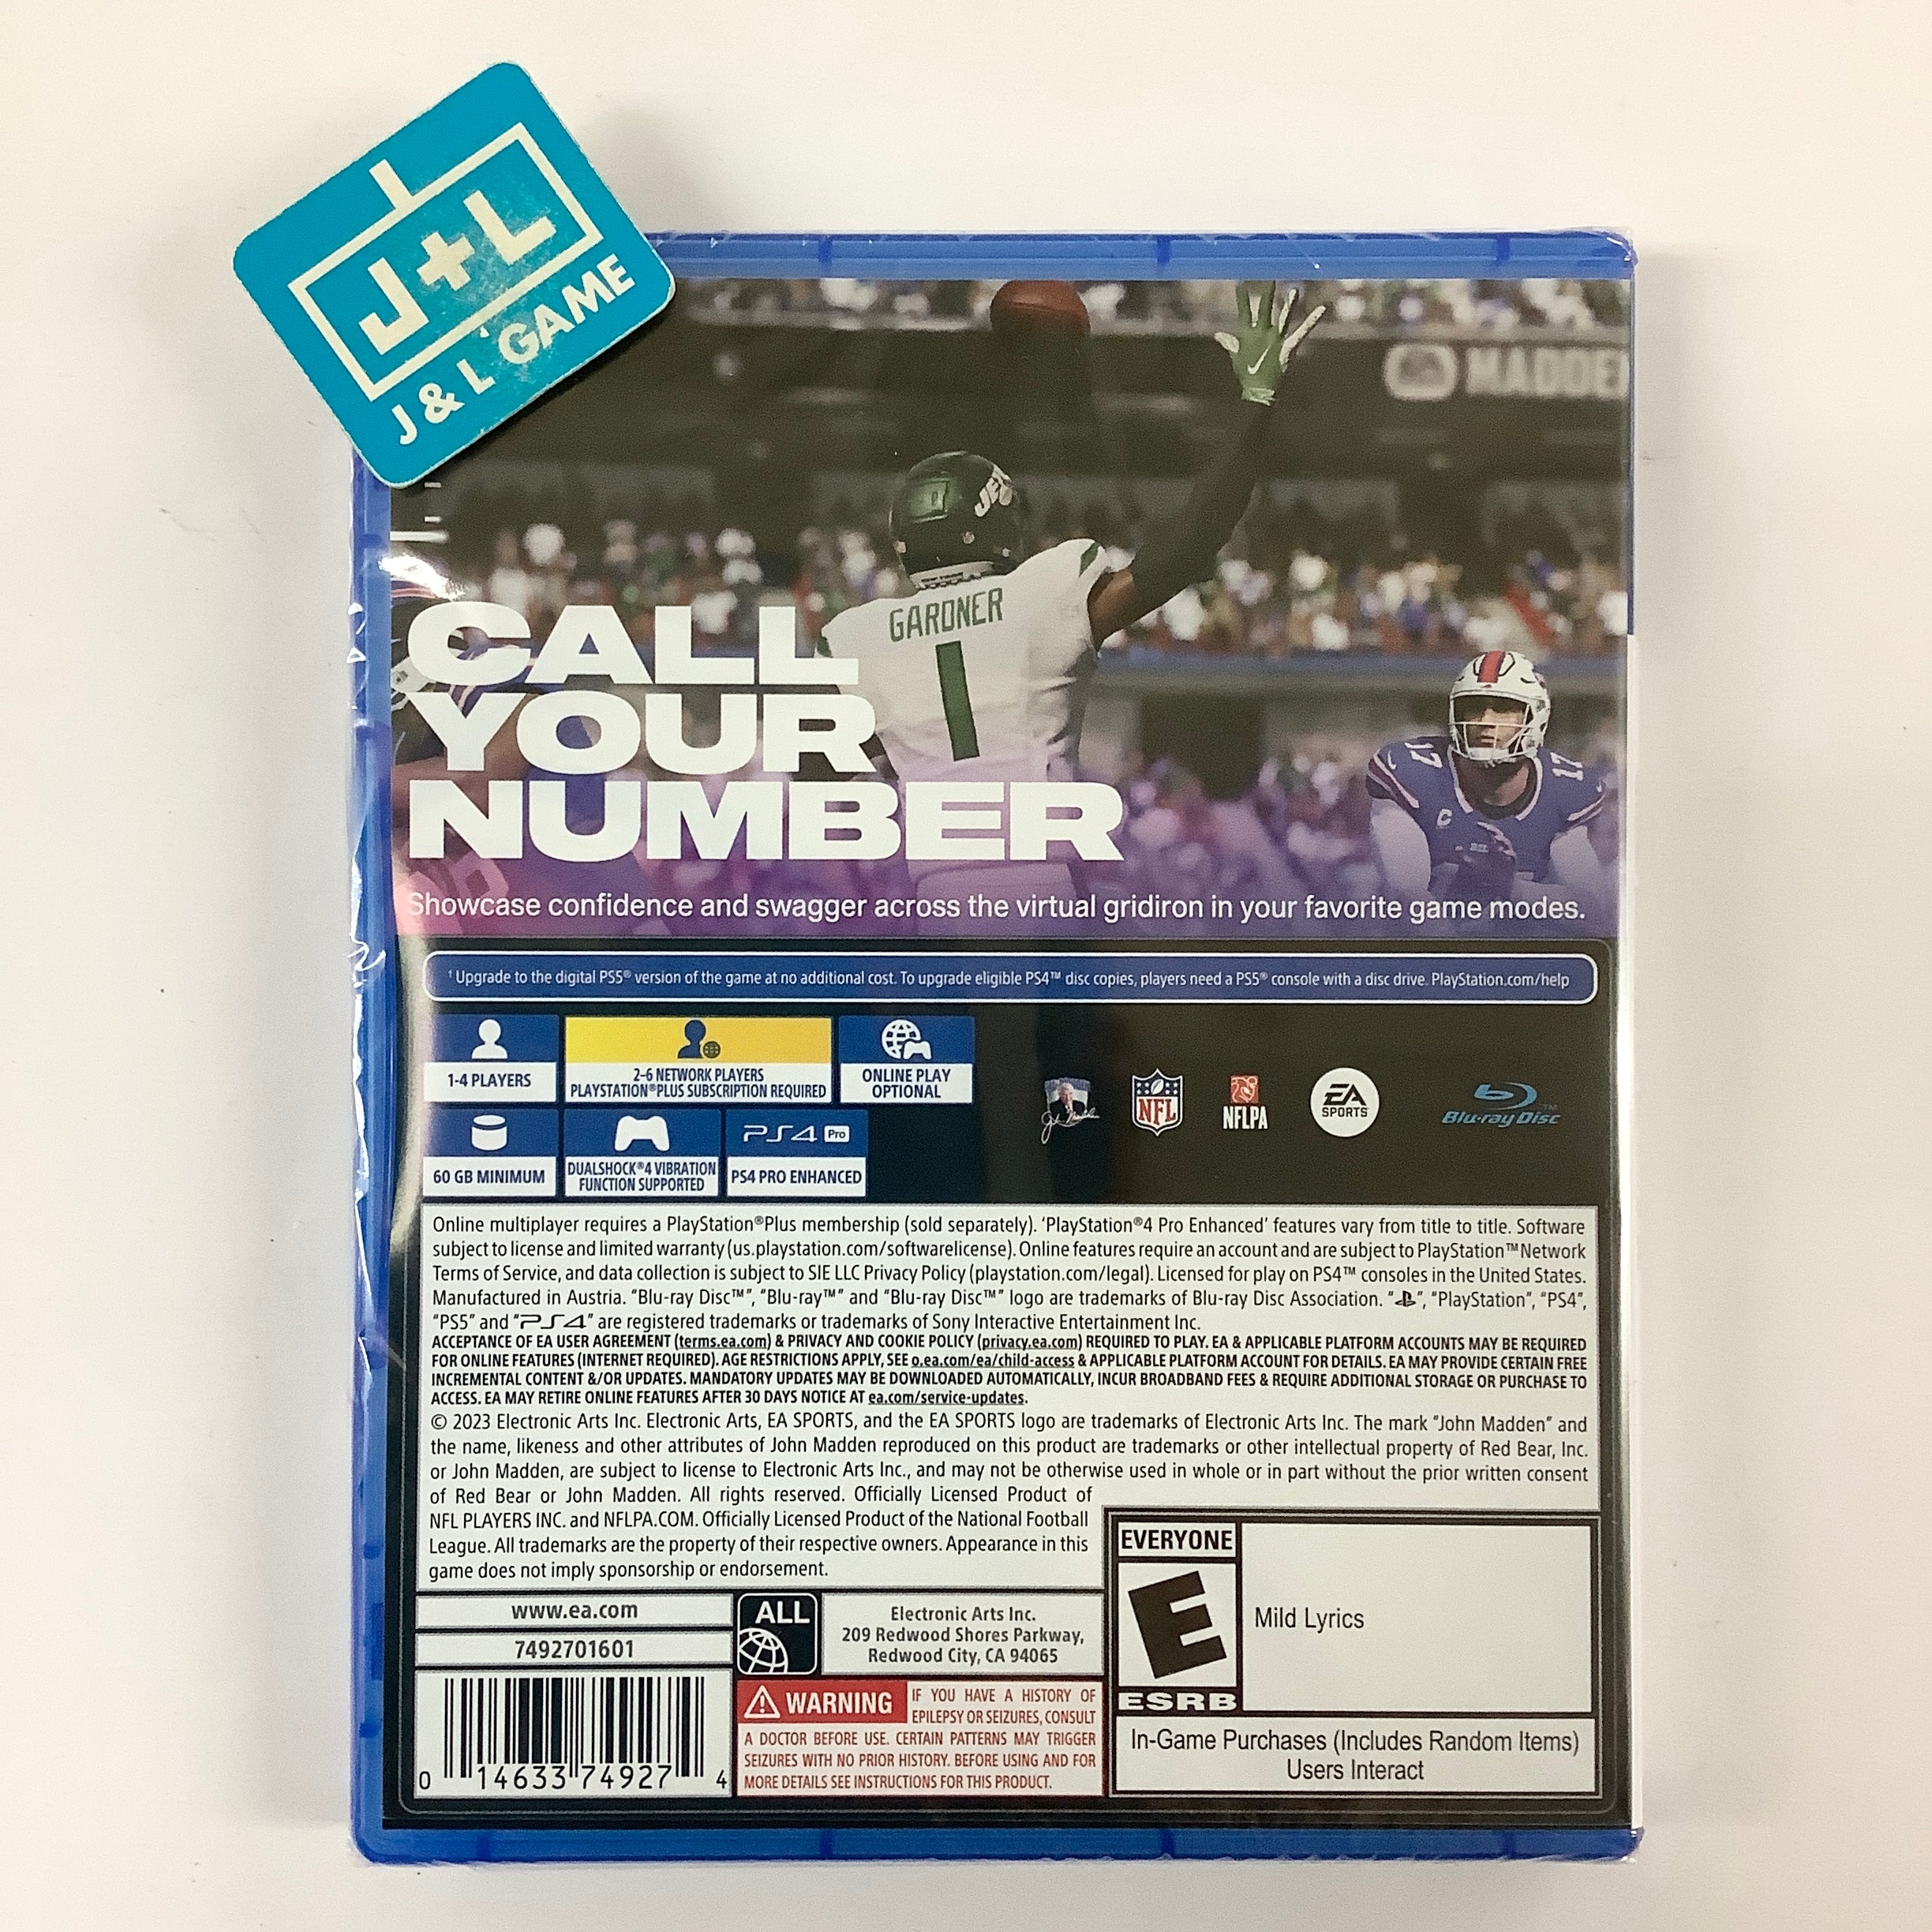 J+L
J & L GAME
MADDE
JETS
GARDNER
1
17 17
C
CALL
YOUR
NUMBER
Showcase confidence and swagger across the virtual gridiron in your favorite game modes.
¹ Upgrade to the digital PS5® version of the game at no additional cost. To upgrade eligible PS4™ disc copies, players need a PS5® console with a disc drive. PlayStation.com/help
1-4 PLAYERS
2-6 NETWORK PLAYERS
PLAYSTATION®PLUS SUBSCRIPTION REQUIRED
ONLINE PLAY
OPTIONAL
60 GB MINIMUM
DUALSHOCK®4 VIBRATION
FUNCTION SUPPORTED
PS4 Pro
PS4 PRO ENHANCED
NFL
NFLPA
EA
SPORTS
Blu-ray Disc™
Online multiplayer requires a PlayStation®Plus membership (sold separately). ‘PlayStation®4 Pro Enhanced’ features vary from title to title. Software
subject to license and limited warranty (us.playstation.com/softwarelicense). Online features require an account and are subject to PlayStation™Network
Terms of Service, and data collection is subject to SIE LLC Privacy Policy (playstation.com/legal). Licensed for play on PS4™ consoles in the United States.
Manufactured in Austria. “Blu-ray Disc™”, “Blu-ray™” and “Blu-ray Disc™” logo are trademarks of Blu-ray Disc Association. “”, “PlayStation”, “PS4”,
“PS5” and “PS4” are registered trademarks or trademarks of Sony Interactive Entertainment Inc.
ACCEPTANCE OF EA USER AGREEMENT (terms.ea.com) & PRIVACY AND COOKIE POLICY (privacy.ea.com) REQUIRED TO PLAY. EA & APPLICABLE PLATFORM ACCOUNTS MAY BE REQUIRED
FOR ONLINE FEATURES (INTERNET REQUIRED). AGE RESTRICTIONS APPLY, SEE o.ea.com/ea/child-access & APPLICABLE PLATFORM ACCOUNT FOR DETAILS. EA MAY PROVIDE CERTAIN FREE
INCREMENTAL CONTENT &/OR UPDATES. MANDATORY UPDATES MAY BE DOWNLOADED AUTOMATICALLY, INCUR BROADBAND FEES & REQUIRE ADDITIONAL STORAGE OR PURCHASE TO
ACCESS. EA MAY RETIRE ONLINE FEATURES AFTER 30 DAYS NOTICE AT ea.com/service-updates.
© 2023 Electronic Arts Inc. Electronic Arts, EA SPORTS, and the EA SPORTS logo are trademarks of Electronic Arts Inc. The mark “John Madden” and
the name, likeness and other attributes of John Madden reproduced on this product are trademarks or other intellectual property of Red Bear, Inc.
or John Madden, are subject to license to Electronic Arts Inc., and may not be otherwise used in whole or in part without the prior written consent
of Red Bear or John Madden. All rights reserved. Officially Licensed Product of
NFL PLAYERS INC. and NFLPA.COM. Officially Licensed Product of the National Football
League. All trademarks are the property of their respective owners. Appearance in this
game does not imply sponsorship or endorsement.
www.ea.com
7492701601
0 14633 74927 4
ALL
Electronic Arts Inc.
209 Redwood Shores Parkway,
Redwood City, CA 94065
WARNING IF YOU HAVE A HISTORY OF
EPILEPSY OR SEIZURES, CONSULT
A DOCTOR BEFORE USE. CERTAIN PATTERNS MAY TRIGGER
SEIZURES WITH NO PRIOR HISTORY. BEFORE USING AND FOR
MORE DETAILS SEE INSTRUCTIONS FOR THIS PRODUCT.
EVERYONE
E
ESRB
Mild Lyrics
In-Game Purchases (Includes Random Items)
Users Interact